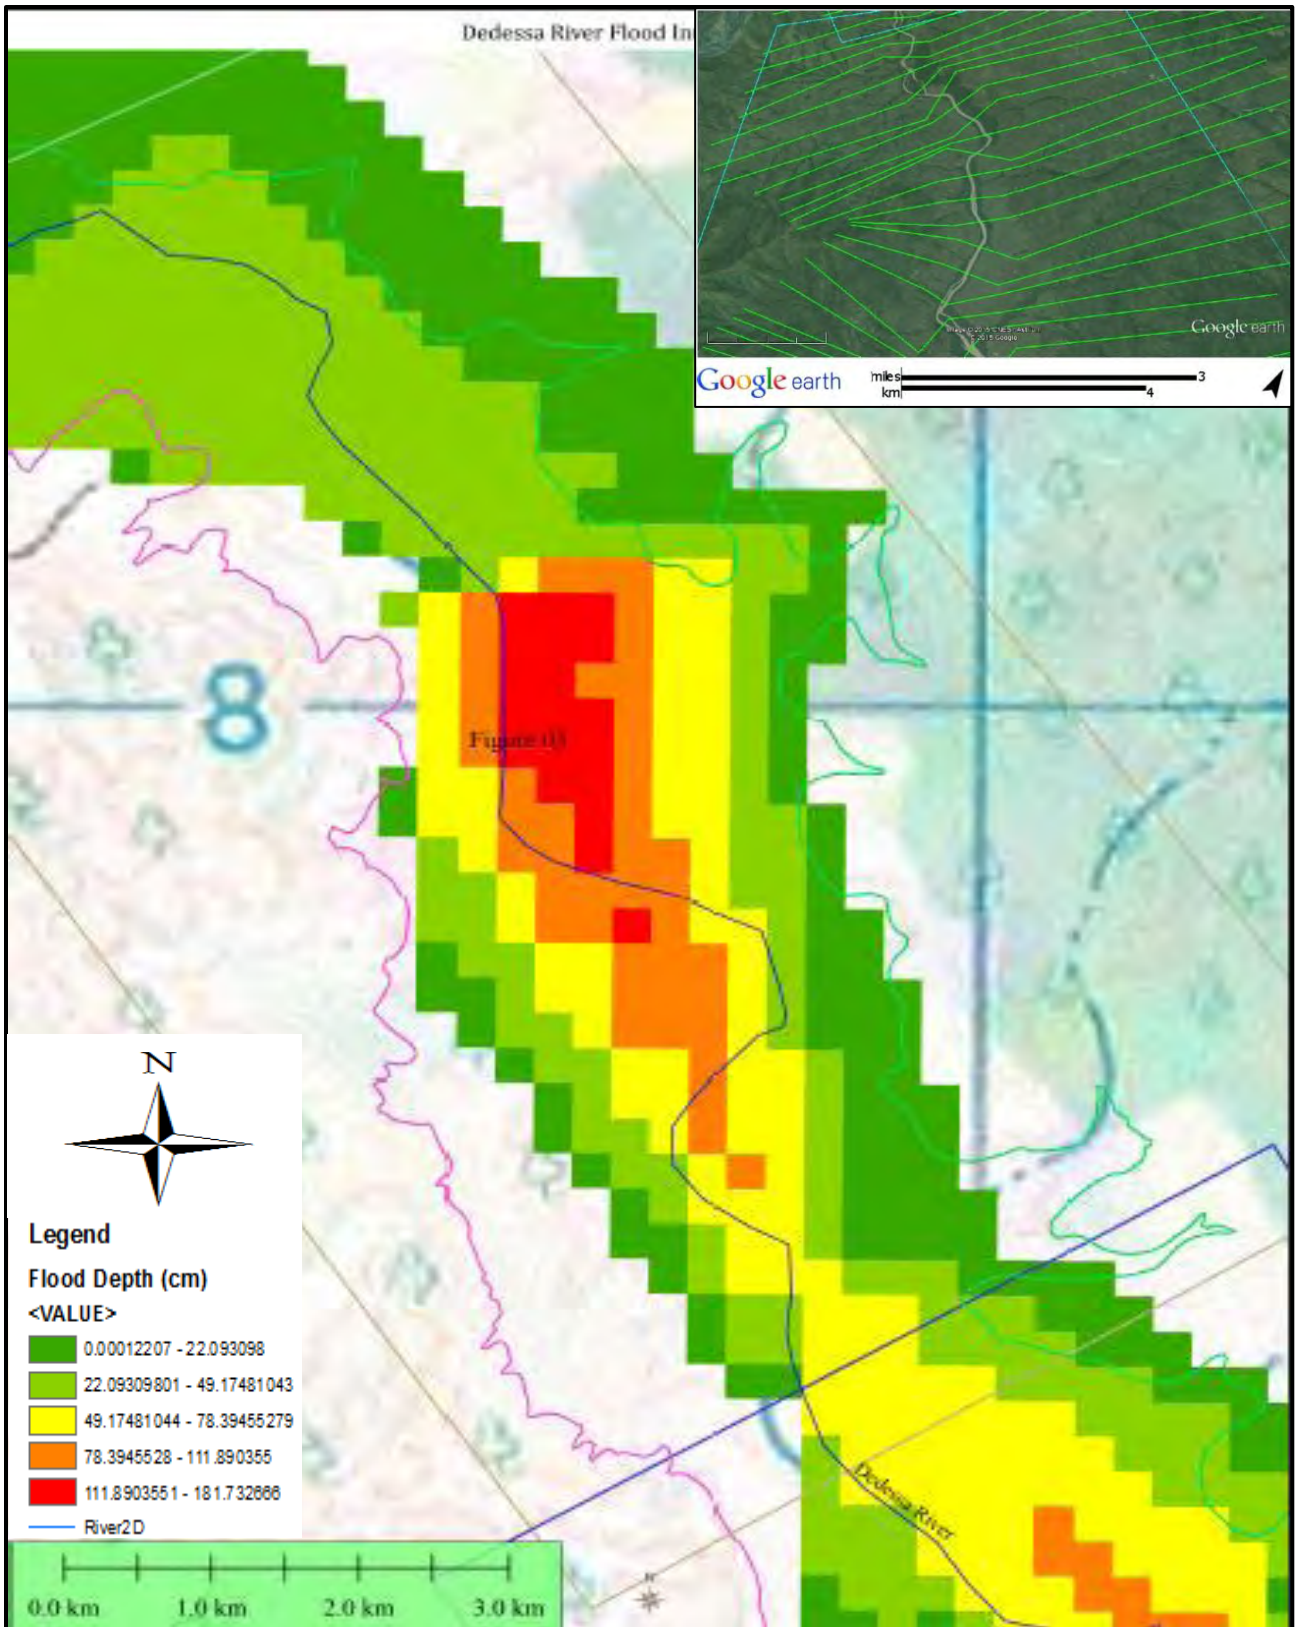 Dedessa River Flood In
Google earth
© 2015 Google
Google earth
miles
3
km
4
8
Figure 03
N
Legend
Flood Depth (cm)
<VALUE>
0.00012207 - 22.093098
22.09309801 - 49.17481043
49.17481044 - 78.39455279
78.3945528 - 111.890355
111.8903551 - 181.732666
River2D
Dedessa River
N
0.0 km 1.0 km 2.0 km 3.0 km